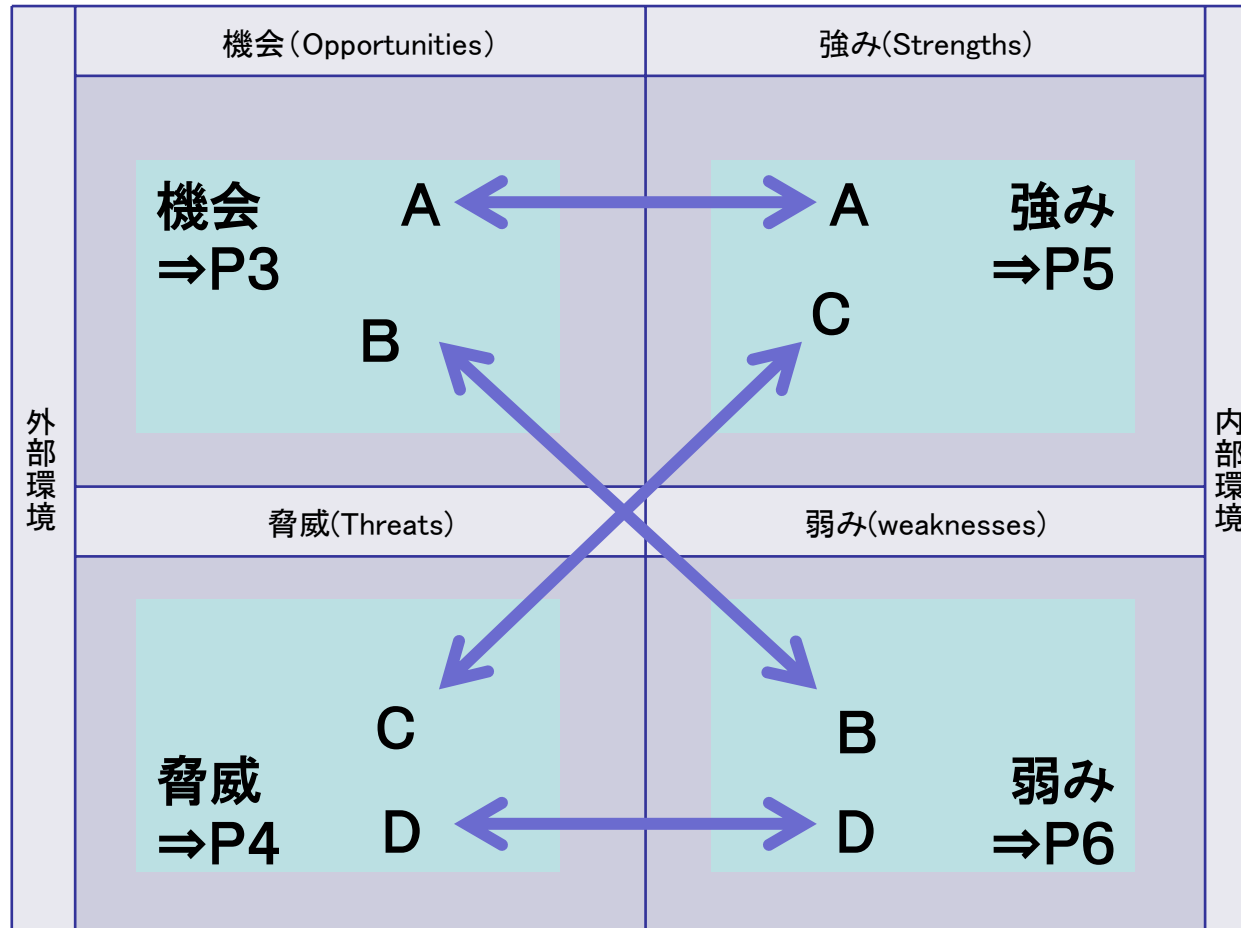 機会(Opportunities)
強み(Strengths)
外部環境
内部環境
機会
⇒P3
A
B
A
C
強み
⇒P5
脅威(Threats)
弱み(weaknesses)
C
脅威
⇒P4
D
B
D
弱み
⇒P6